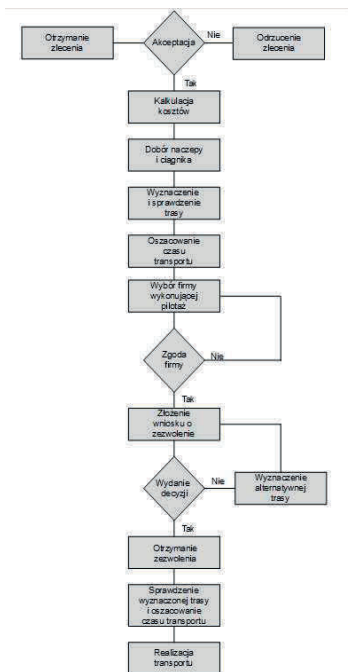 Otrzymanie
zlecenia
Akceptacja
Nie
Odrzucenie
zlecenia
Tak
Kalkulacja
kosztów
Dobór naczepy
i ciągnika
Wyznaczenie
i sprawdzenie
trasy
Oszacowanie
czasu
transportu
Wybór firmy
wykonującej
pilotaż
Zgoda
firmy
Nie
Tak
Złożenie
wniosku o
zezwolenie
Wydanie
decyzji
Nie
Wyznaczenie
alternatywnej
trasy
Tak
Otrzymanie
zezwolenia
Sprawdzenie
wyznaczonej trasy
i oszacowanie
czasu transportu
Realizacja
transportu